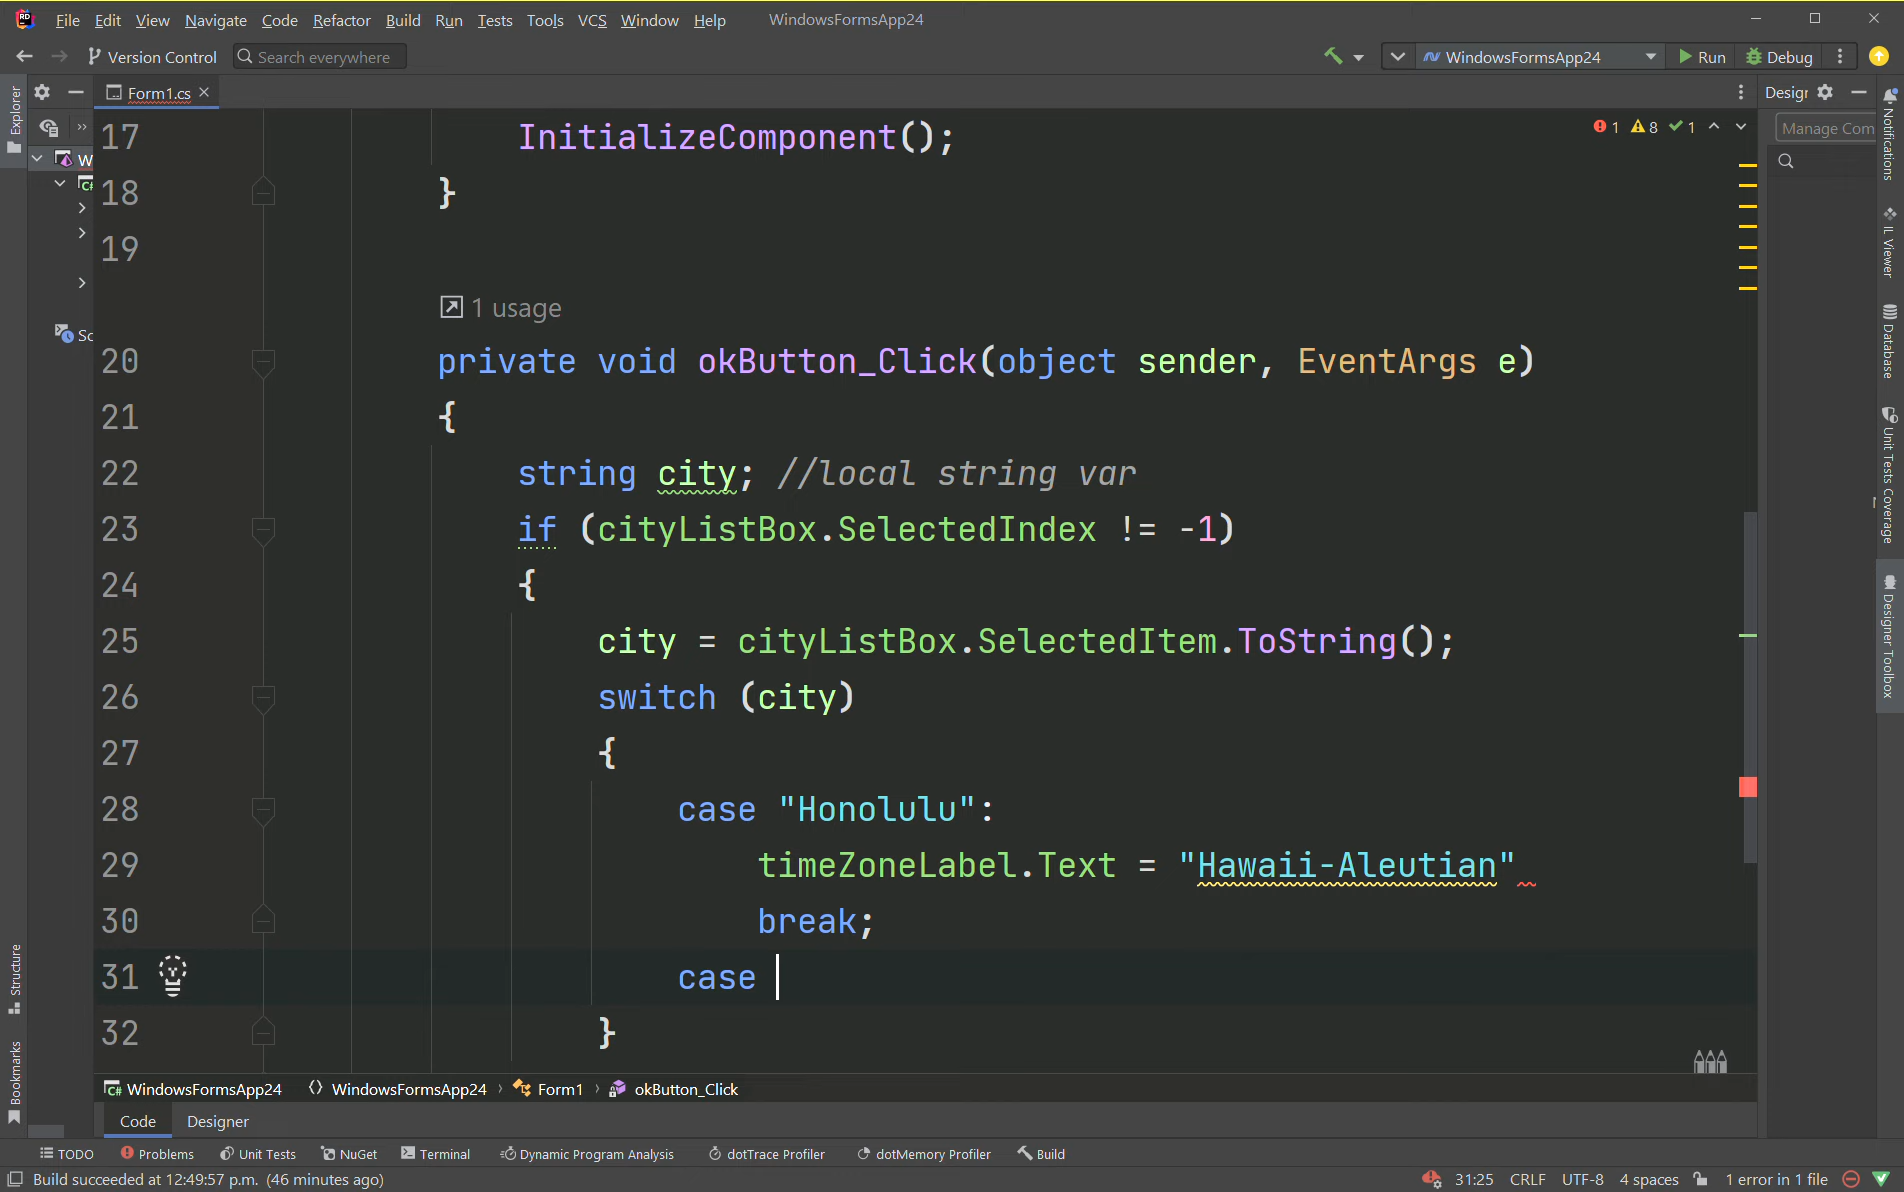 File Edit View Navigate Code Refactor Build Run Tests Tools VCS Window Help WindowsFormsApp24
Version Control Search everywhere WindowsFormsApp24 Run Debug
Explorer
Form1.cs
Manage Com
Notifications
1 8 1
W
C#
17 InitializeComponent();
18 }
19
IL Viewer
1 usage
Sc
Database
20 private void okButton_Click(object sender, EventArgs e)
21 {
22 string city; //local string var
Unit Tests Coverage
23 if (cityListBox.SelectedIndex != -1)
24 {
25 city = cityListBox.SelectedItem.ToString();
Designer Toolbox
26 switch (city)
27 {
28 case "Honolulu":
29 timeZoneLabel.Text = "Hawaii-Aleutian"
30 break;
31 case
32 }
Structure
Bookmarks
C# WindowsFormsApp24 WindowsFormsApp24 › Form1 › okButton_Click
Code Designer
TODO Problems Unit Tests NuGet Terminal Dynamic Program Analysis dotTrace Profiler dotMemory Profiler Build
Build succeeded at 12:49:57 p.m. (46 minutes ago) 31:25 CRLF UTF-8 4 spaces 1 error in 1 file